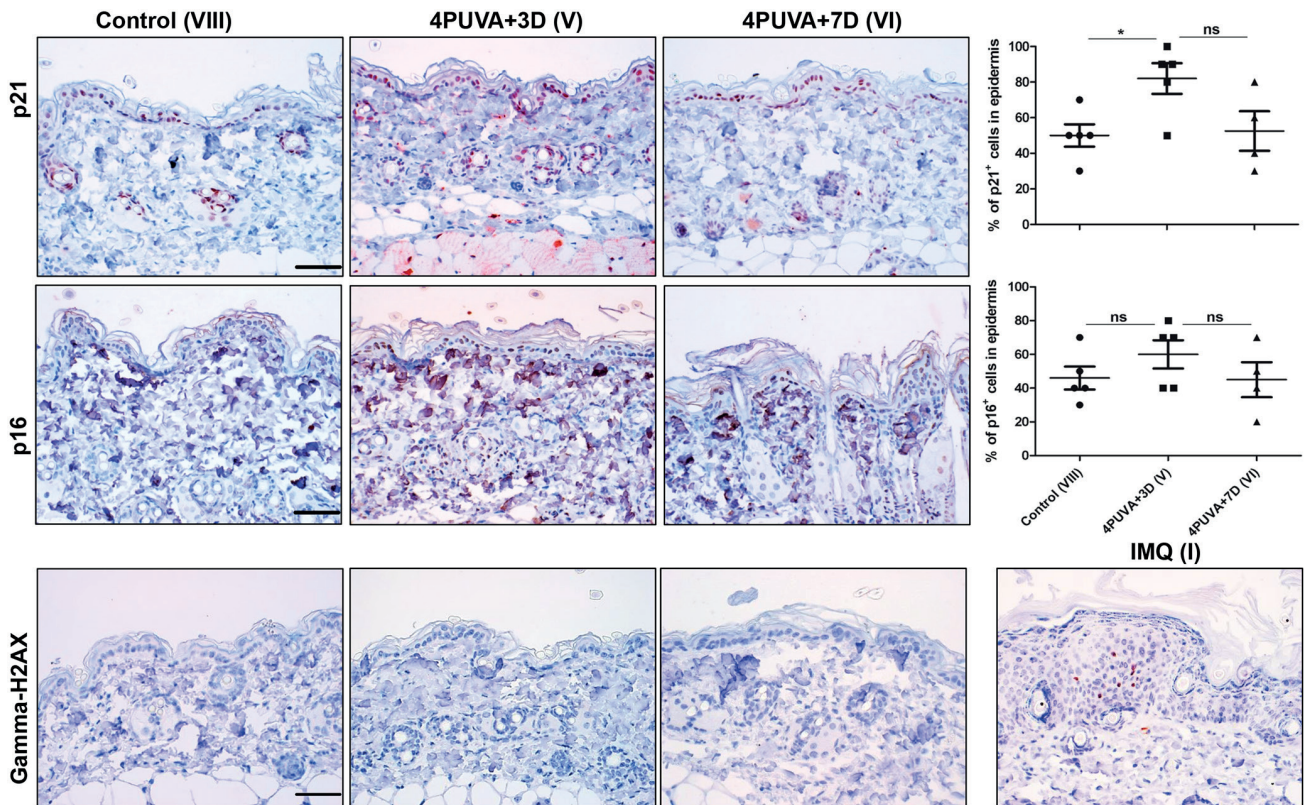 Control (VIII)
4PUVA+3D (V)
4PUVA+7D (VI)
p21
% of p21+ cells in epidermis
100
80
60
40
20
0
*
ns
p16
% of p16+ cells in epidermis
100
80
60
40
20
0
ns
ns
Control (VIII)
4PUVA+3D (V)
4PUVA+7D (VI)
IMQ (I)
Gamma-H2AX